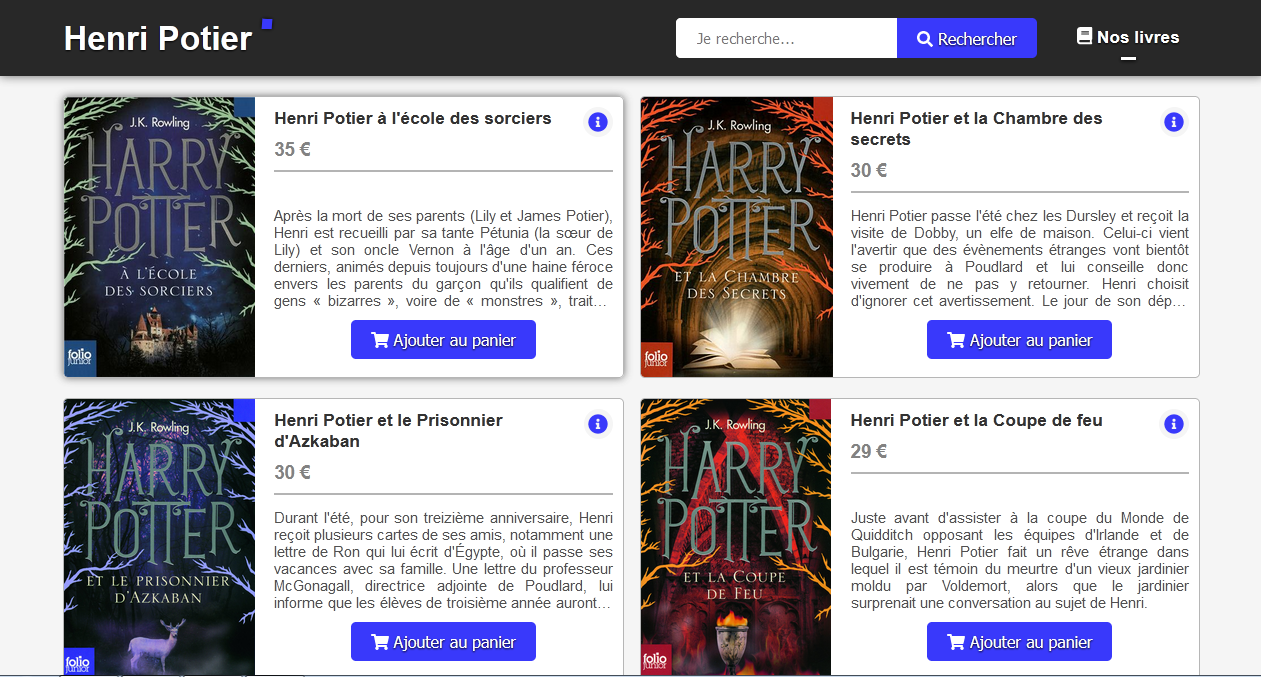 Henri Potier
Je recherche...
Rechercher
Nos livres
J.K. Rowling
HARRY
POTTER
À L'ÉCOLE
DES SORCIERS
folio
junior
Henri Potier à l'école des sorciers
35 €
Après la mort de ses parents (Lily et James Potier),
Henri est recueilli par sa tante Pétunia (la sœur de
Lily) et son oncle Vernon à l'âge d'un an. Ces
derniers, animés depuis toujours d'une haine féroce
envers les parents du garçon qu'ils qualifient de
gens « bizarres », voire de « monstres », trait...
Ajouter au panier
J.K. Rowling
HARRY
POTTER
ET LA CHAMBRE
DES SECRETS
folio
junior
Henri Potier et la Chambre des
secrets
30 €
Henri Potier passe l'été chez les Dursley et reçoit la
visite de Dobby, un elfe de maison. Celui-ci vient
l'avertir que des évènements étranges vont bientôt
se produire à Poudlard et lui conseille donc
vivement de ne pas y retourner. Henri choisit
d'ignorer cet avertissement. Le jour de son dép...
Ajouter au panier
J.K. Rowling
HARRY
POTTER
ET LE PRISONNIER
D'AZKABAN
folio
junior
Henri Potier et le Prisonnier
d'Azkaban
30 €
Durant l'été, pour son treizième anniversaire, Henri
reçoit plusieurs cartes de ses amis, notamment une
lettre de Ron qui lui écrit d'Égypte, où il passe ses
vacances avec sa famille. Une lettre du professeur
McGonagall, directrice adjointe de Poudlard, lui
informe que les élèves de troisième année auront...
Ajouter au panier
J.K. Rowling
HARRY
POTTER
ET LA COUPE
DE FEU
folio
junior
Henri Potier et la Coupe de feu
29 €
Juste avant d'assister à la coupe du Monde de
Quidditch opposant les équipes d'Irlande et de
Bulgarie, Henri Potier fait un rêve étrange dans
lequel il est témoin du meurtre d'un vieux jardinier
moldu par Voldemort, alors que le jardinier
surprenait une conversation au sujet de Henri.
Ajouter au panier